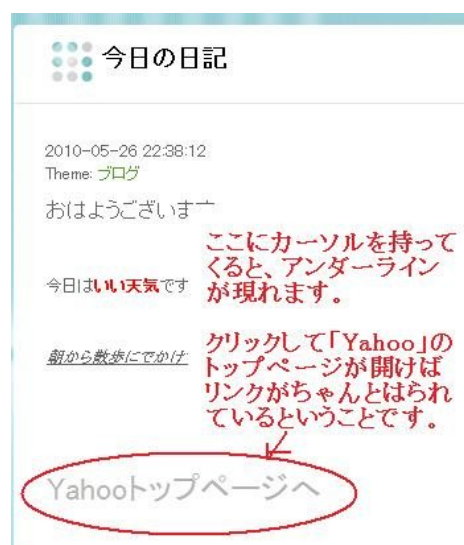 今日の日記
2010-05-26 22:38:12
Theme: ブログ
おはようございま
ここにカーソルを持って
くると、アンダーライン
が現れます。
今日はいい天気です
クリックして「Yahoo」の
トップページが開けば
リンクがちゃんとはられ
ているということです。
朝から散歩にでかけ
Yahooトップページへ